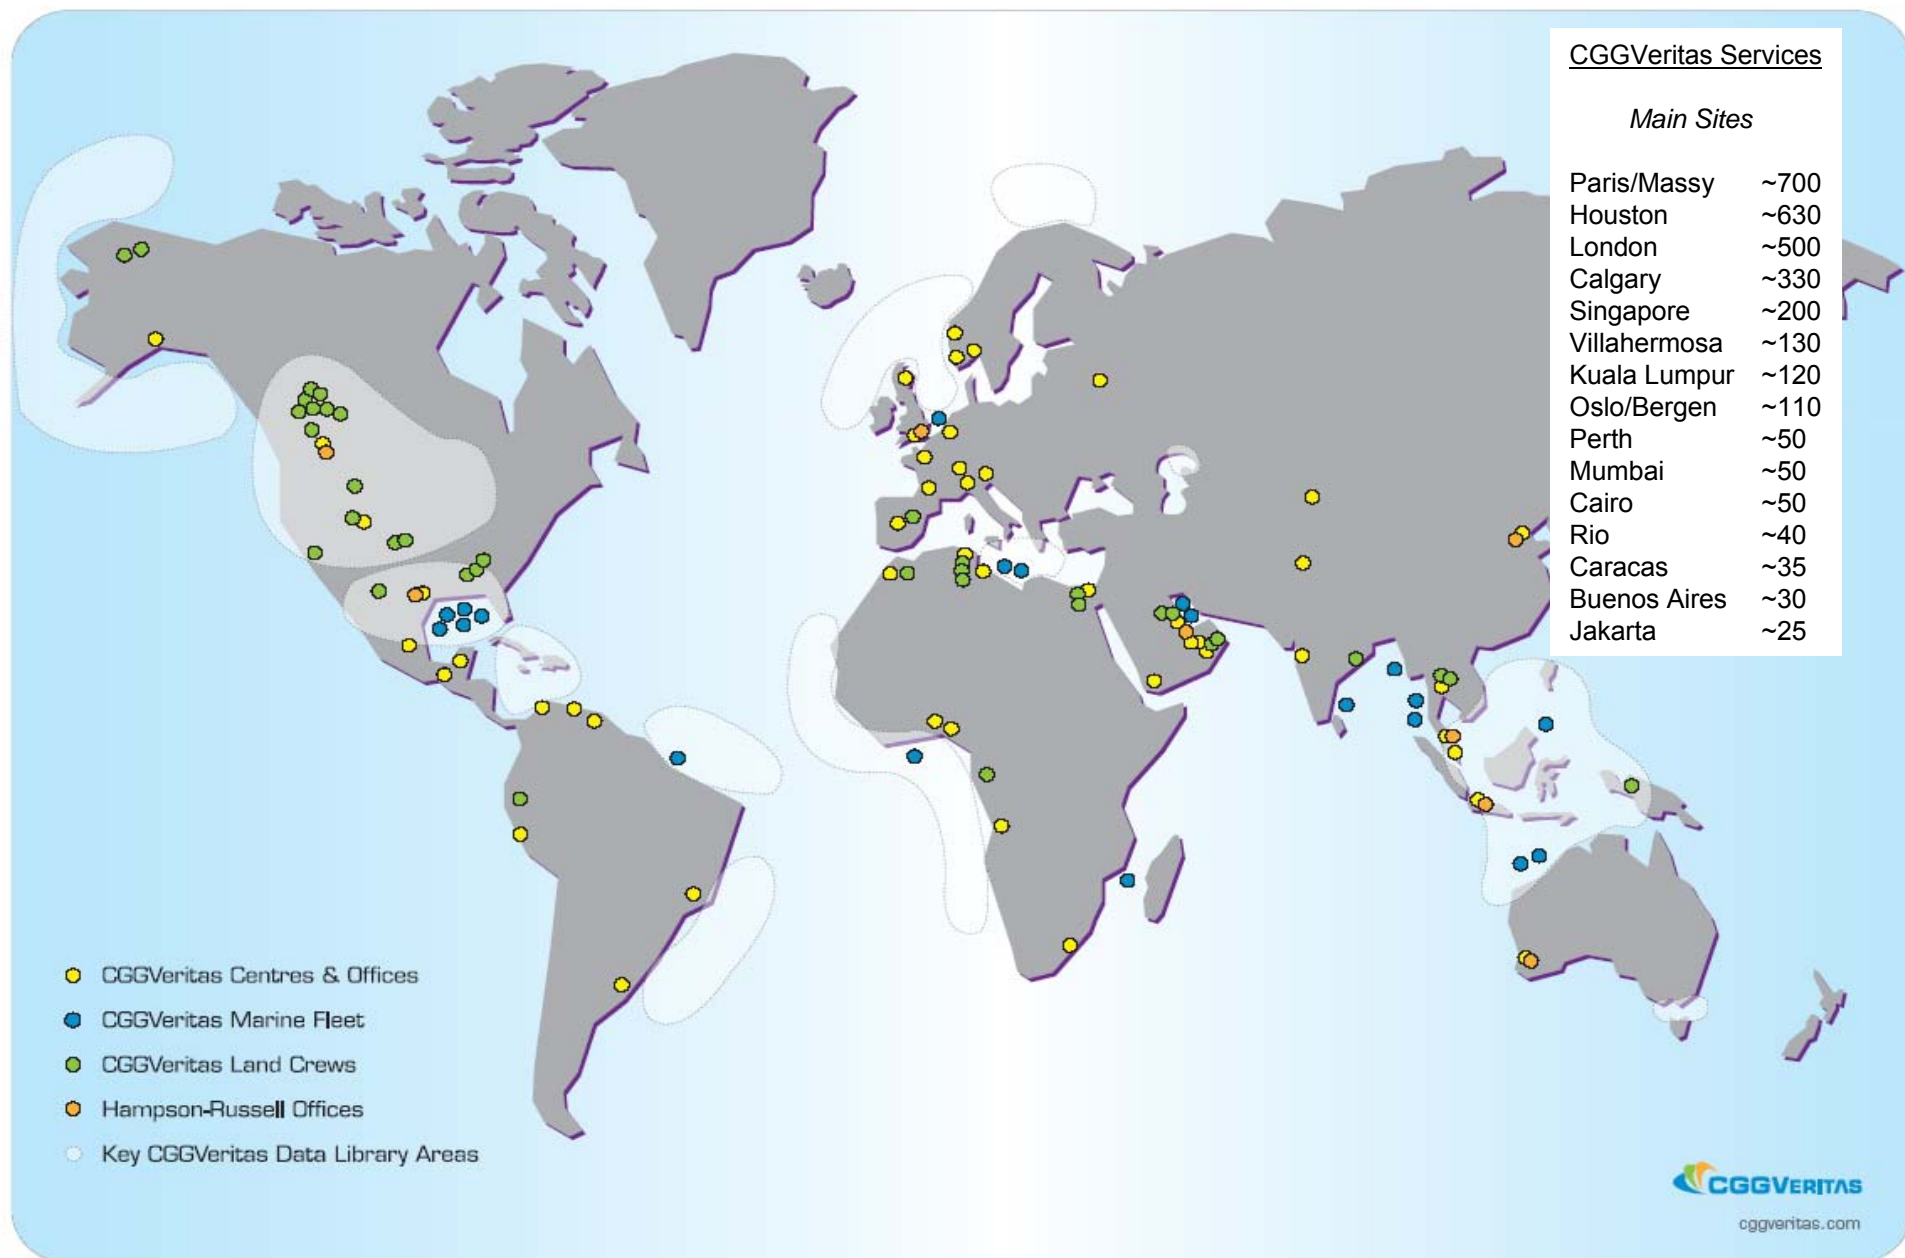 CGGVeritas Services
Main Sites
Paris/Massy ~700
Houston ~630
London ~500
Calgary ~330
Singapore ~200
Villahermosa ~130
Kuala Lumpur ~120
Oslo/Bergen ~110
Perth ~50
Mumbai ~50
Cairo ~50
Rio ~40
Caracas ~35
Buenos Aires ~30
Jakarta ~25
CGGVeritas Centres & Offices
CGGVeritas Marine Fleet
CGGVeritas Land Crews
Hampson-Russell Offices
Key CGGVeritas Data Library Areas
CGGVERITAS
cggveritas.com